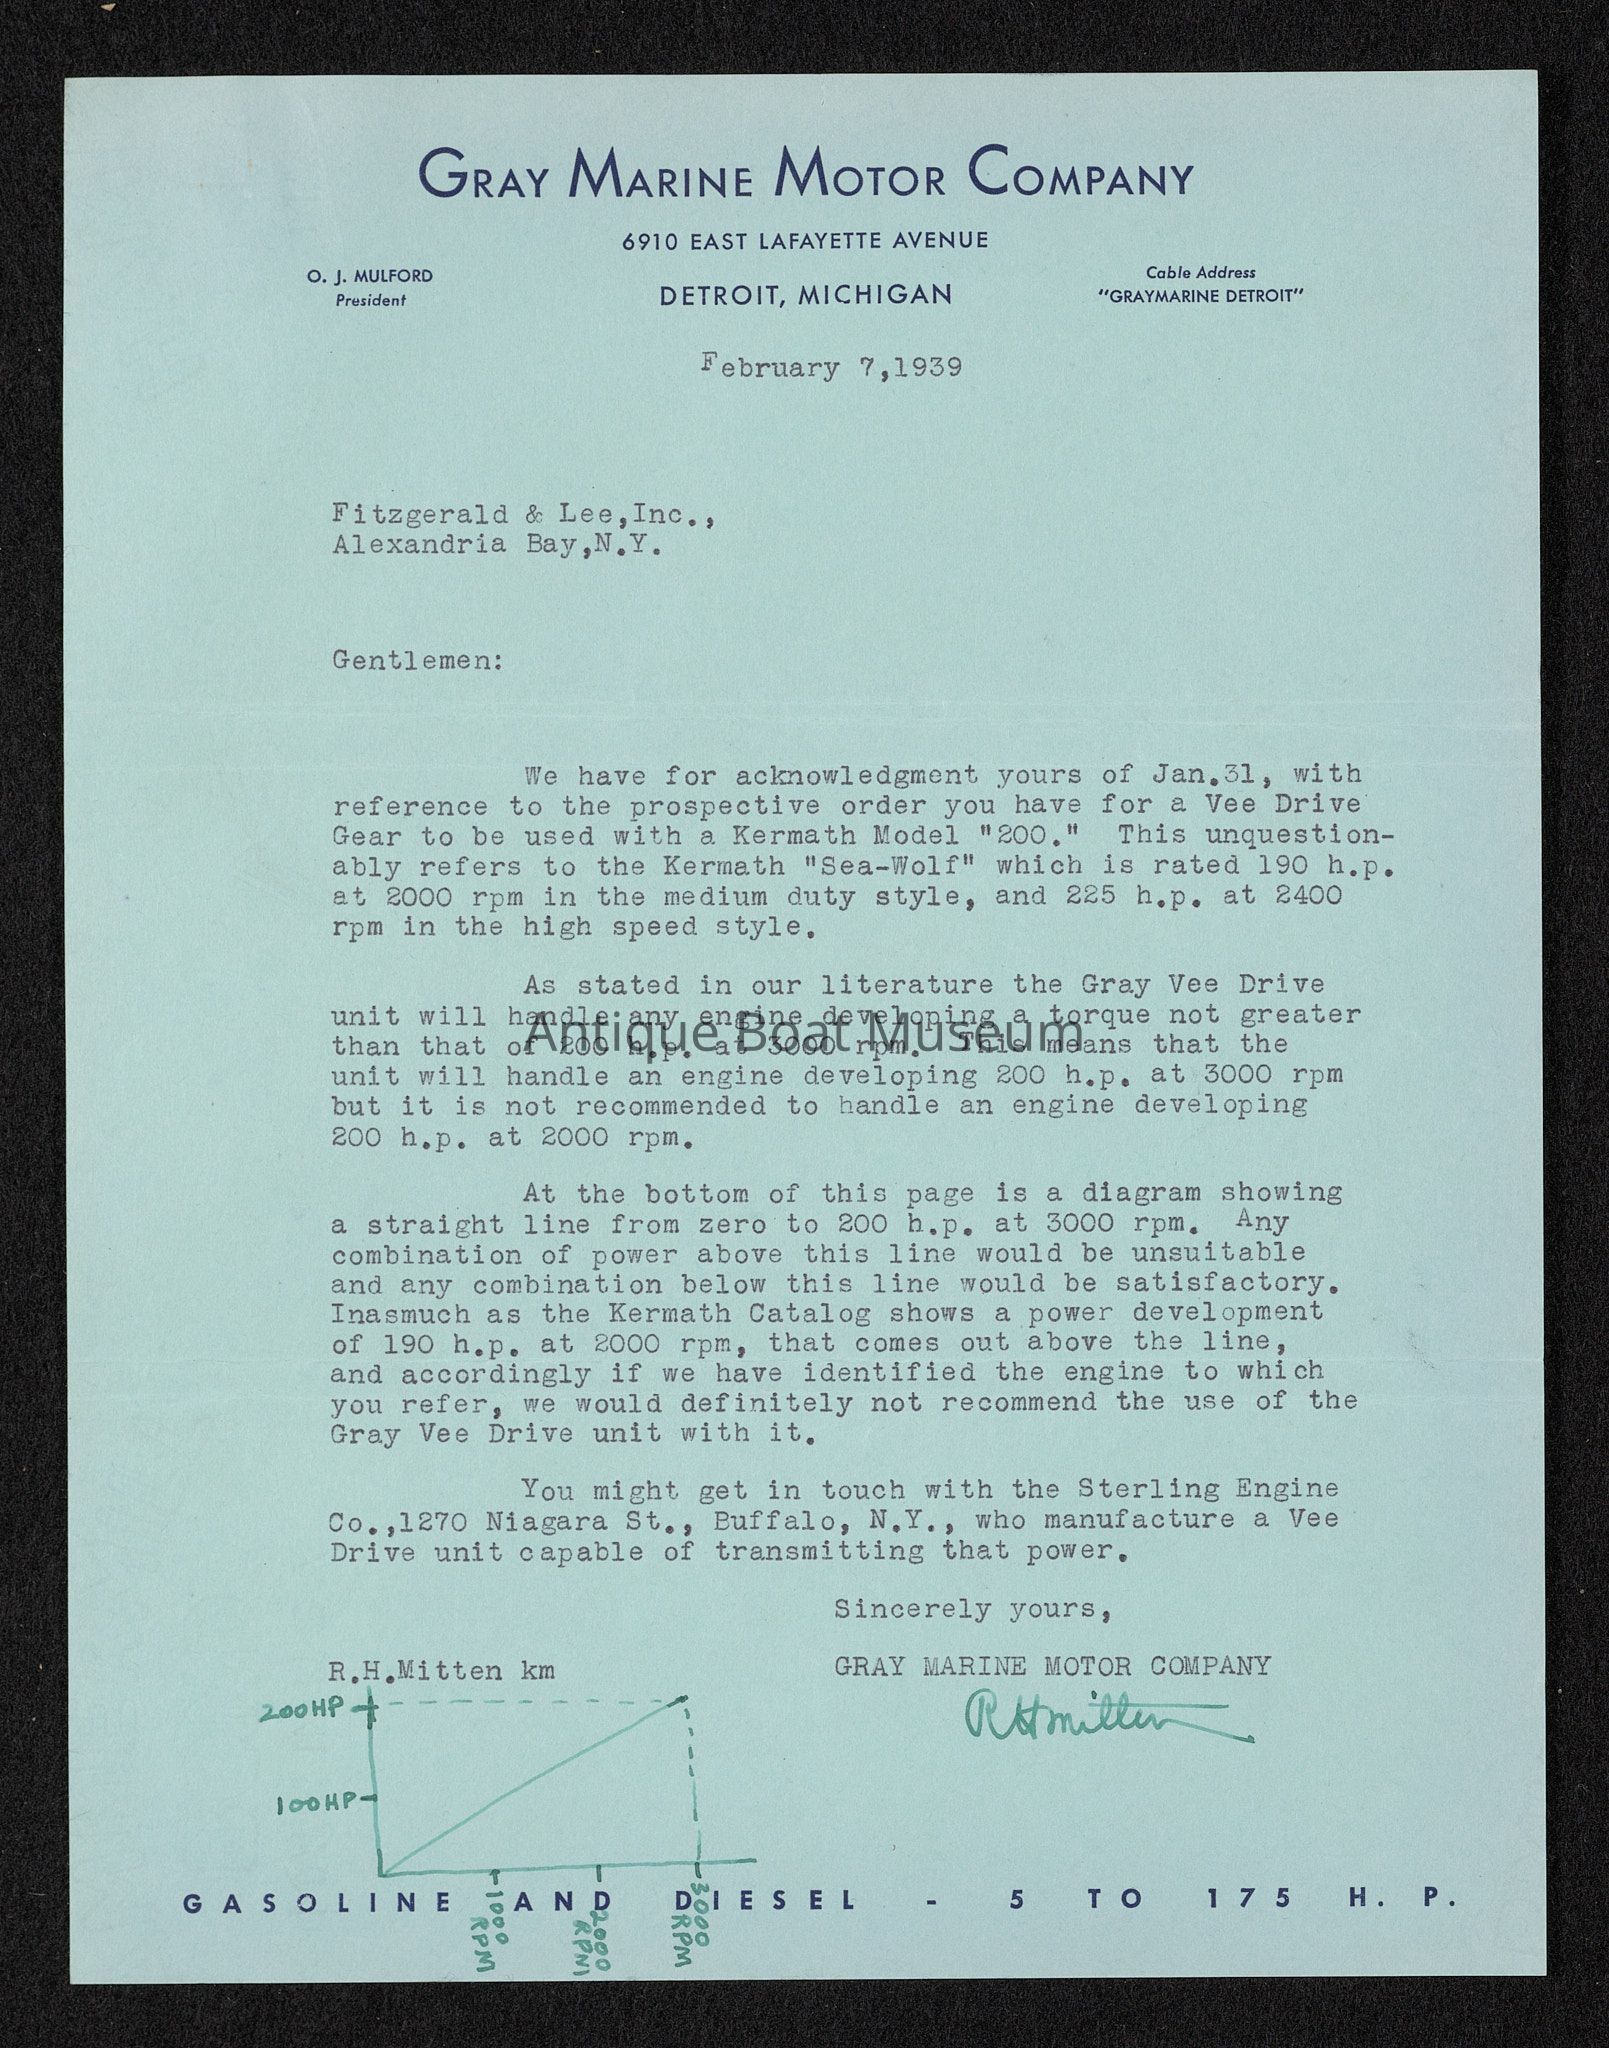 GRAY MARINE MOTOR COMPANY
6910 EAST LAFAYETTE AVENUE
O. J. MULFORD
President
DETROIT, MICHIGAN
Cable Address
"GRAYMARINE DETROIT"
February 7,1939
Fitzgerald & Lee,Inc.,
Alexandria Bay,N.Y.
Gentlemen:
We have for acknowledgment yours of Jan.31, with
reference to the prospective order you have for a Vee Drive
Gear to be used with a Kermath Model "200." This unquestion-
ably refers to the Kermath "Sea-Wolf" which is rated 190 h.p.
at 2000 rpm in the medium duty style, and 225 h.p. at 2400
rpm in the high speed style.
As stated in our literature the Gray Vee Drive
unit will handle any engine developing a torque not greater
than that of 200 h.p. at 3000 rpm. This means that the
Antique Boat Museum
unit will handle an engine developing 200 h.p. at 3000 rpm
but it is not recommended to handle an engine developing
200 h.p. at 2000 rpm.
At the bottom of this page is a diagram showing
a straight line from zero to 200 h.p. at 3000 rpm. Any
combination of power above this line would be unsuitable
and any combination below this line would be satisfactory.
Inasmuch as the Kermath Catalog shows a power development
of 190 h.p. at 2000 rpm, that comes out above the line,
and accordingly if we have identified the engine to which
you refer, we would definitely not recommend the use of the
Gray Vee Drive unit with it.
You might get in touch with the Sterling Engine
Co.,1270 Niagara St., Buffalo, N.Y., who manufacture a Vee
Drive unit capable of transmitting that power.
Sincerely yours,
R.H.Mitten km
GRAY MARINE MOTOR COMPANY
RHMitten
200HP
100HP
GASOLINE AND DIESEL - 5 TO 175 H. P.
1000 RPM
2000 RPM
3000 RPM